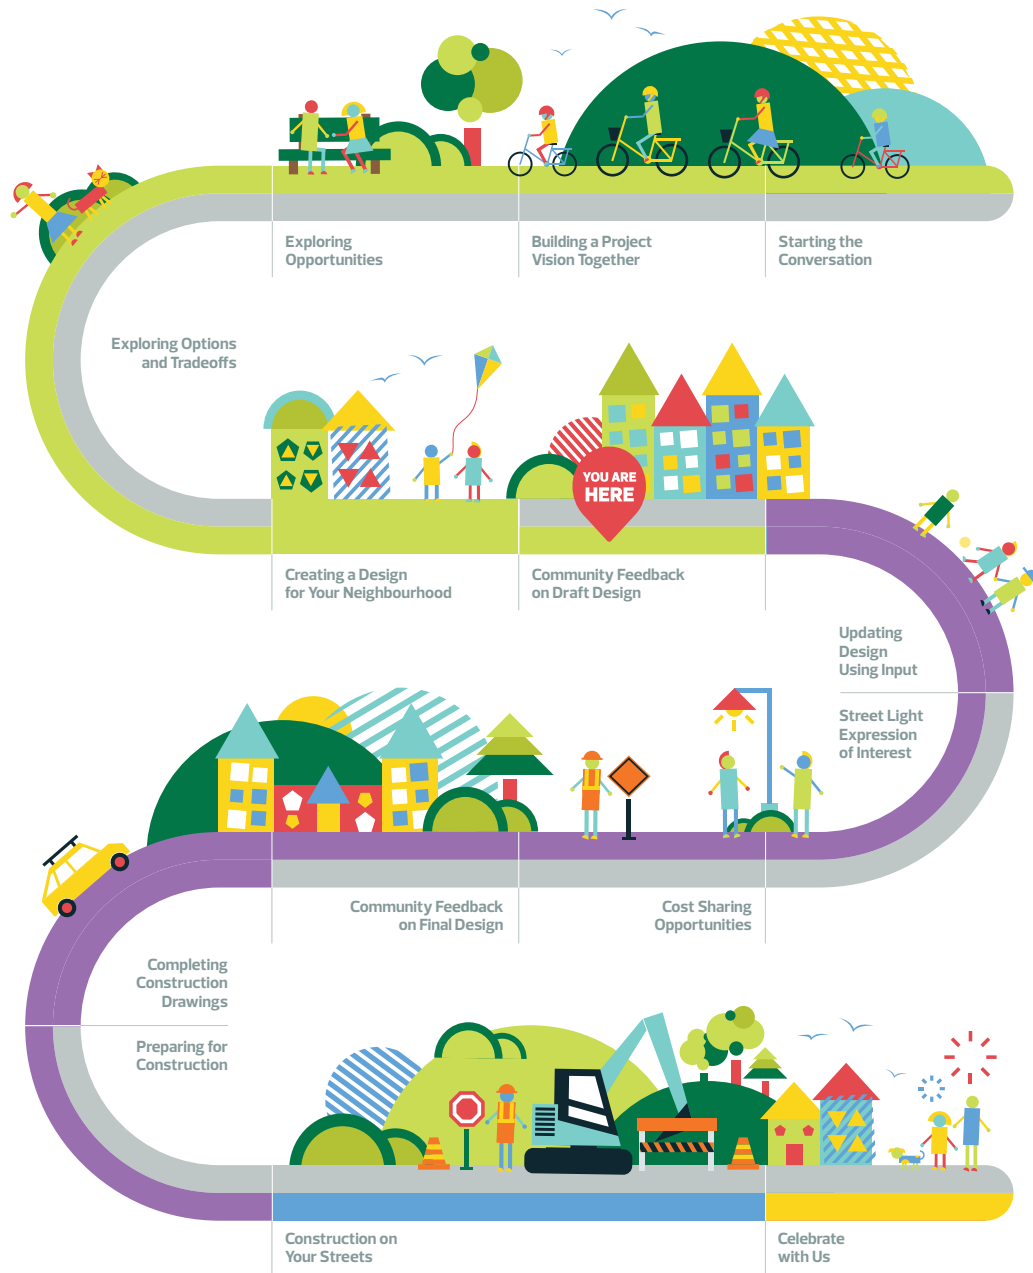 Exploring
Opportunities
Building a Project
Vision Together
Starting the
Conversation
Exploring Options
and Tradeoffs
YOU ARE
HERE
Creating a Design
for Your Neighbourhood
Community Feedback
on Draft Design
Updating
Design
Using Input
Street Light
Expression
of Interest
Community Feedback
on Final Design
Cost Sharing
Opportunities
Completing
Construction
Drawings
Preparing for
Construction
Construction on
Your Streets
Celebrate
with Us